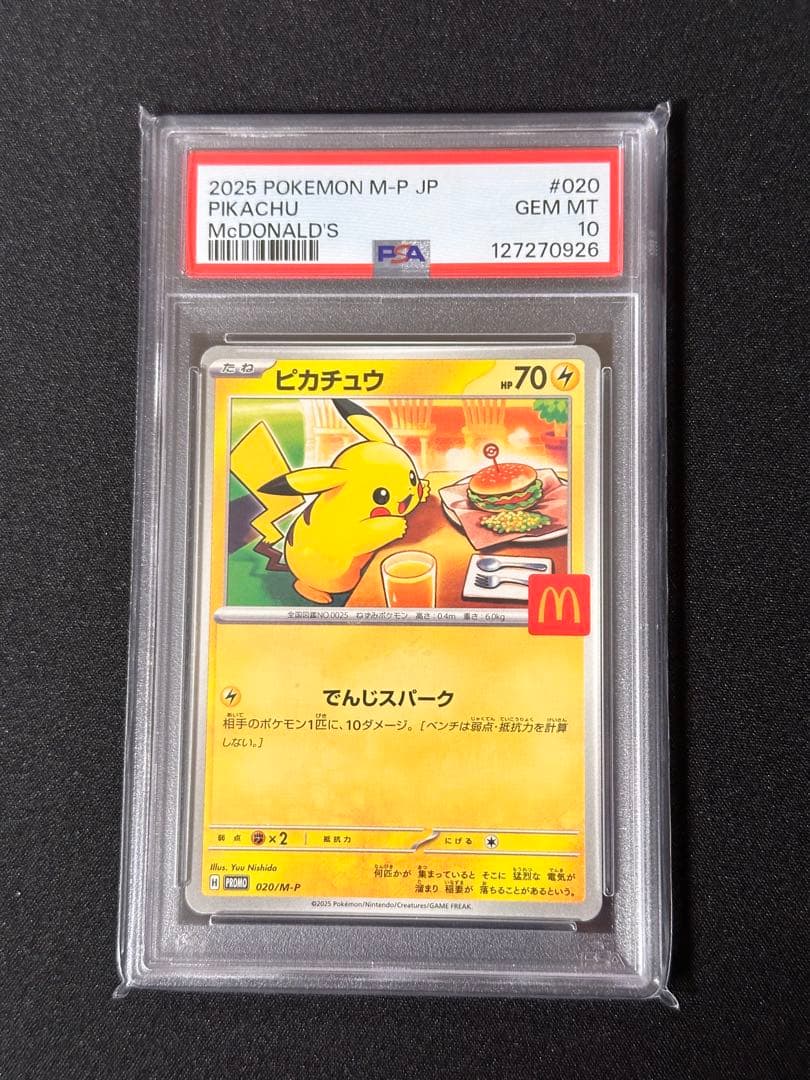 2025 POKEMON M-P JP #020
PIKACHU GEM MT
McDONALD'S 10
PSA 127270926
たね ピカチュウ HP70
全国図鑑NO.0025 ねずみポケモン 高さ:0.4m 重さ:6.0kg
M
でんじスパーク
相手のポケモン1匹に、10ダメージ。[ベンチは弱点・抵抗力を計算
しない。]
弱点 ×2 抵抗力 にげる
Illus. Yuu Nishida
何匹かが 集まっていると そこに 猛烈な 電気が
溜まり 稲妻が 落ちることがあるという。
H PROMO 020/M-P
©2025 Pokémon/Nintendo/Creatures/GAME FREAK.